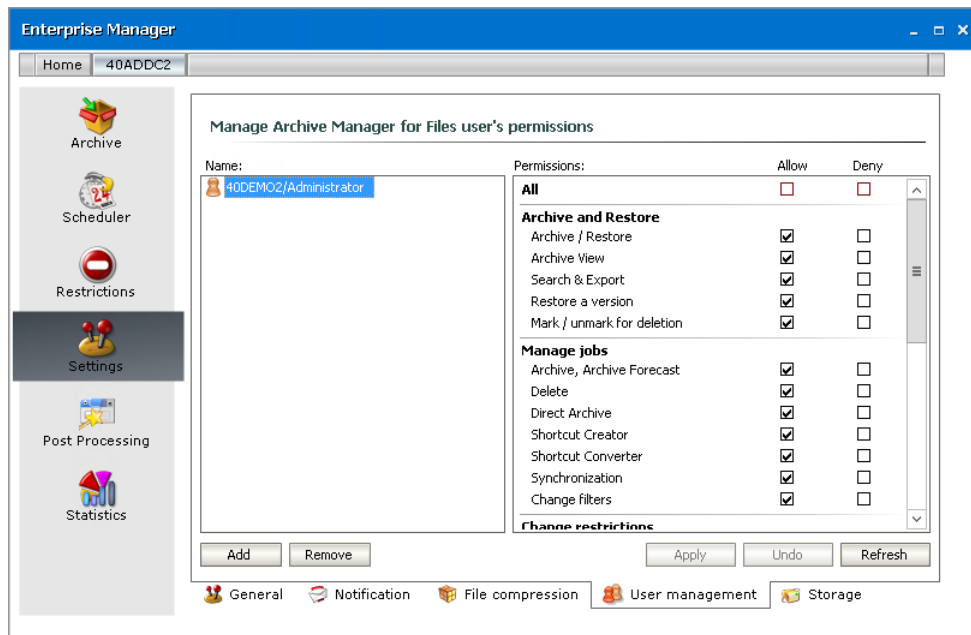 Enterprise Manager
Home 40ADDC2
Archive
Scheduler
Restrictions
Settings
Post Processing
Statistics
Manage Archive Manager for Files user's permissions
Name:
40DEMO2/Administrator
Permissions: Allow Deny
All
Archive and Restore
Archive / Restore
Archive View
Search & Export
Restore a version
Mark / unmark for deletion
Manage jobs
Archive, Archive Forecast
Delete
Direct Archive
Shortcut Creator
Shortcut Converter
Synchronization
Change filters
Change restrictions
Add Remove Apply Undo Refresh
General Notification File compression User management Storage